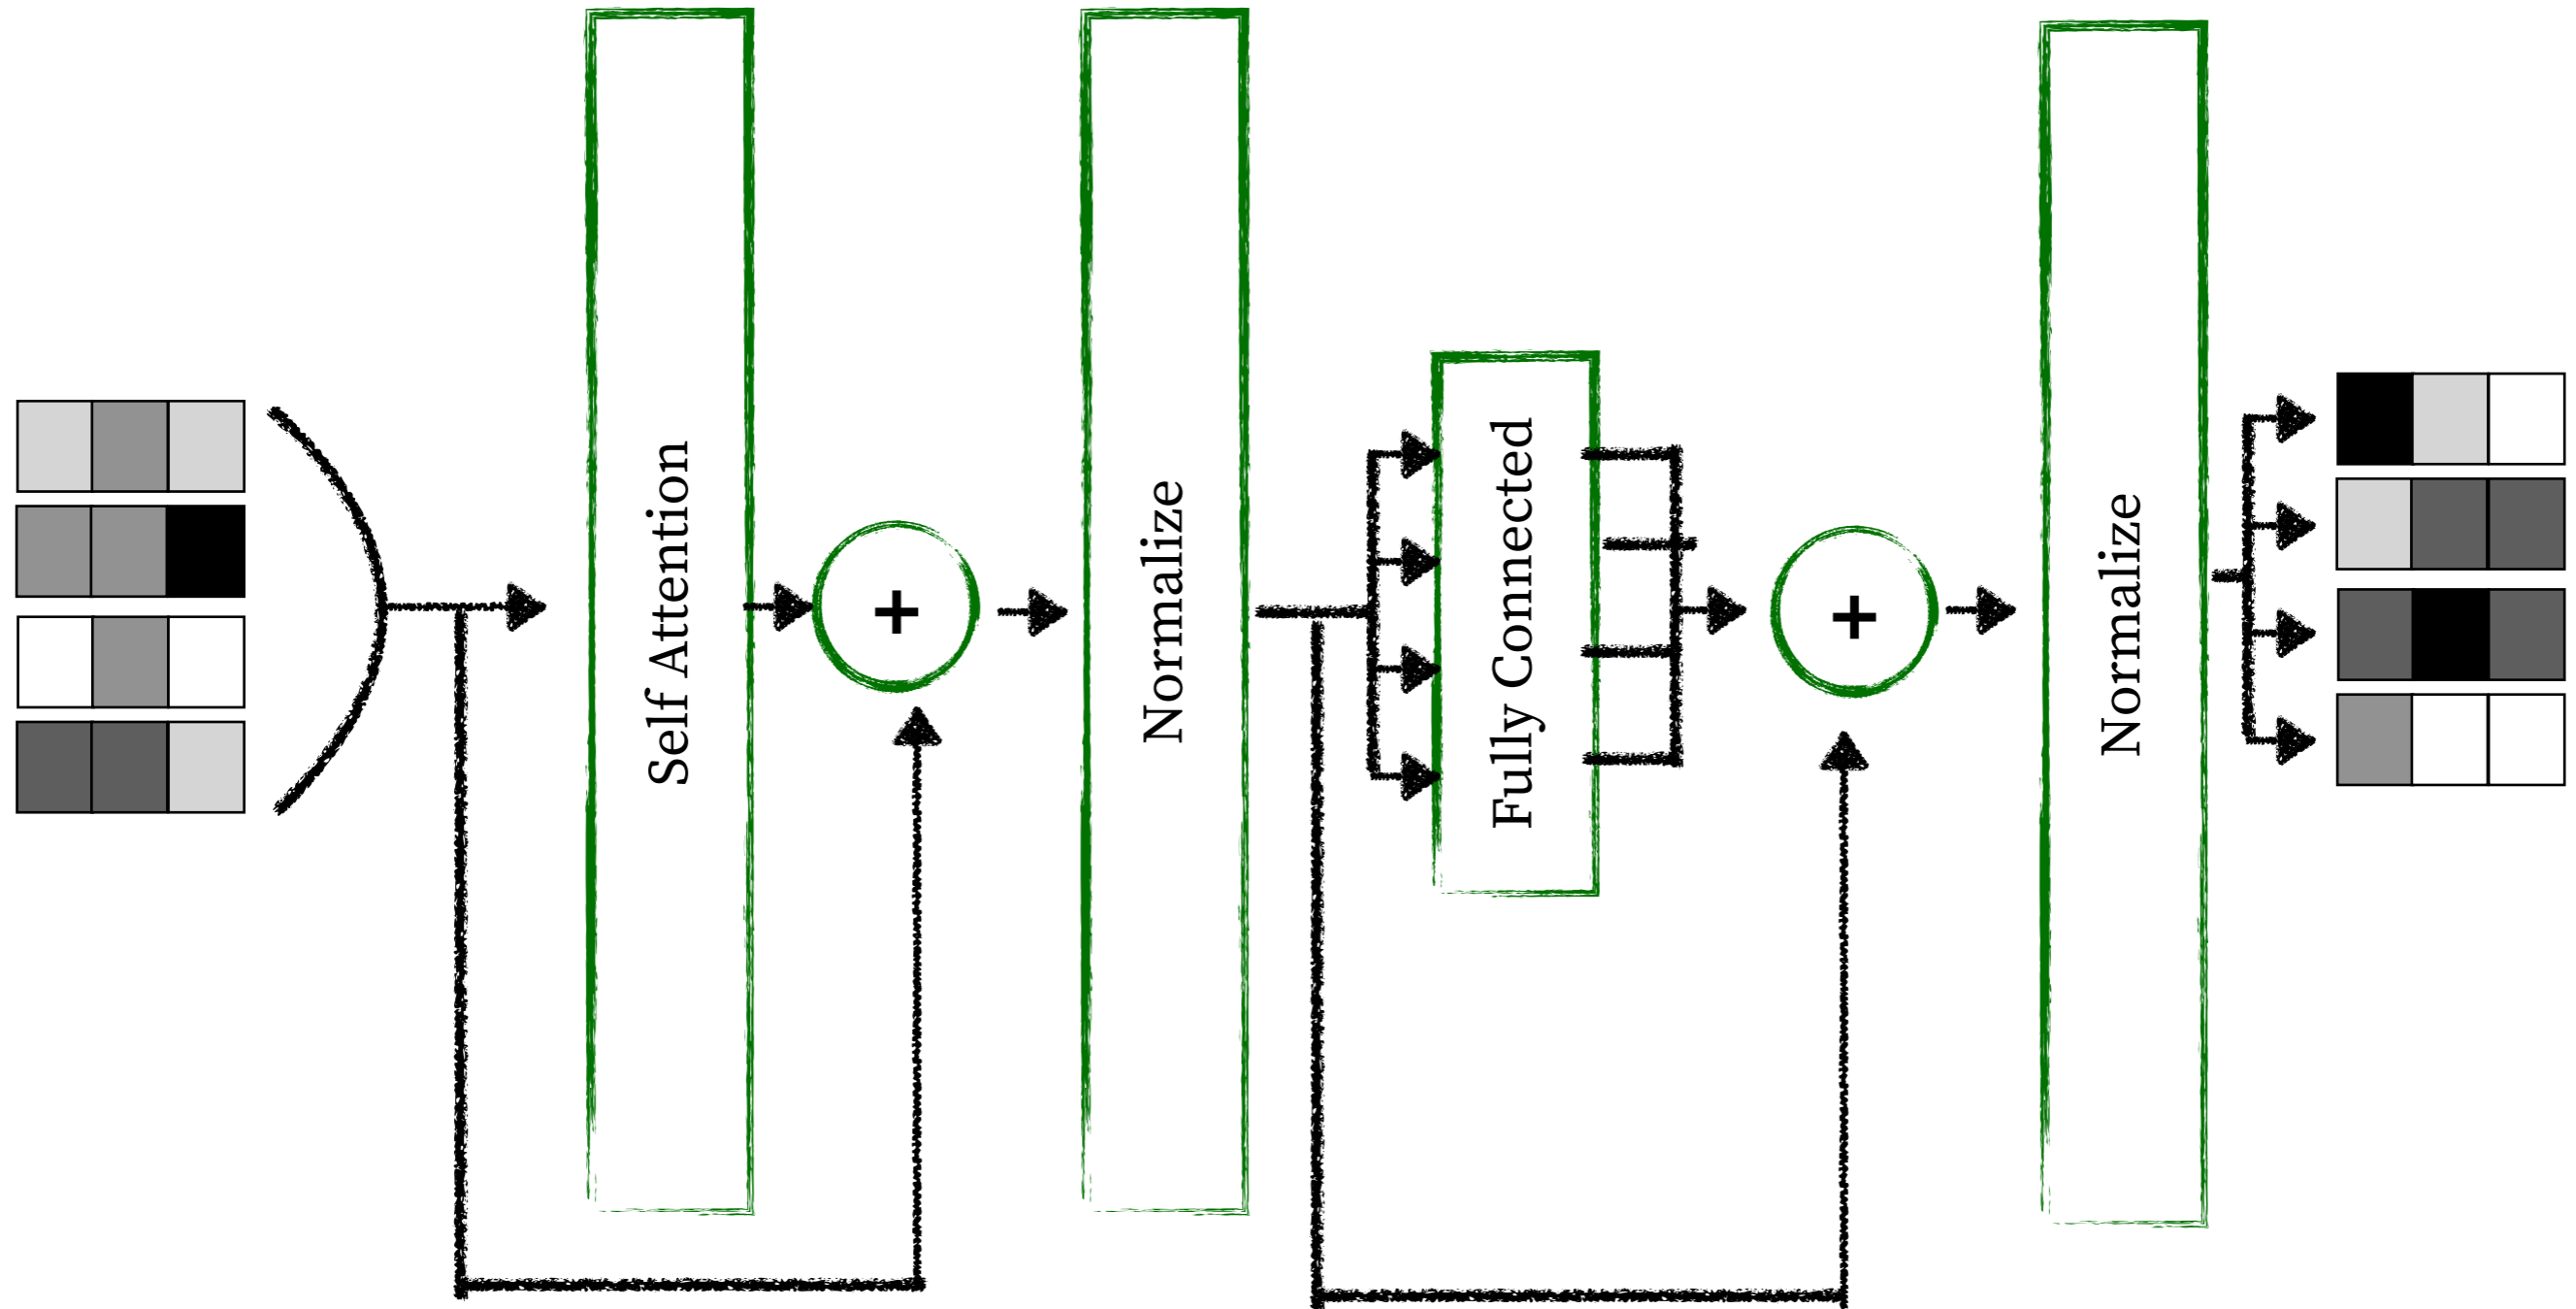 Self Attention
+
Normalize
Fully Connected
+
Normalize